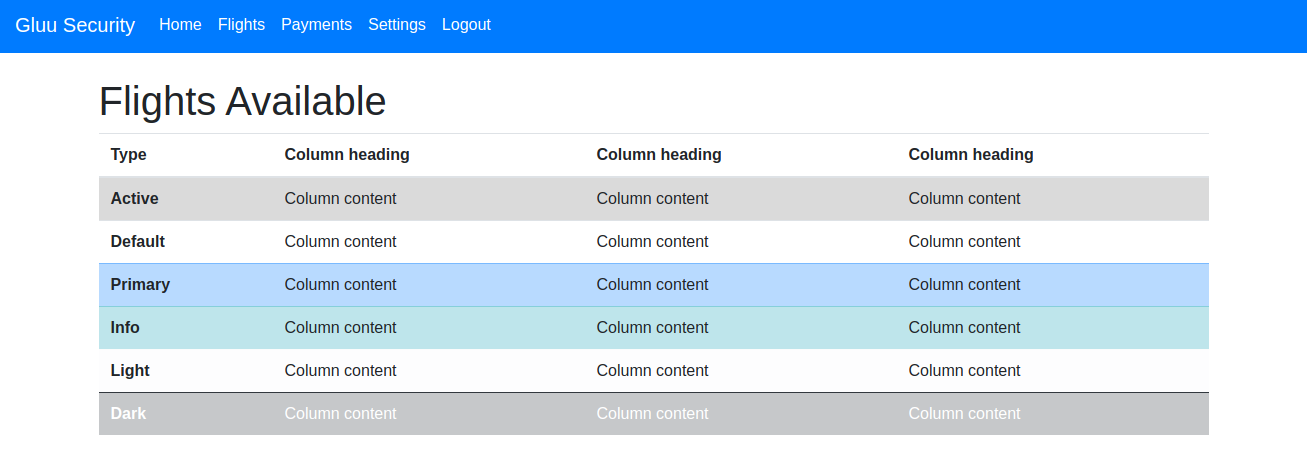 Gluu Security Home Flights Payments Settings Logout
Flights Available
Type Column heading Column heading Column heading
Active Column content Column content Column content
Default Column content Column content Column content
Primary Column content Column content Column content
Info Column content Column content Column content
Light Column content Column content Column content
Dark Column content Column content Column content